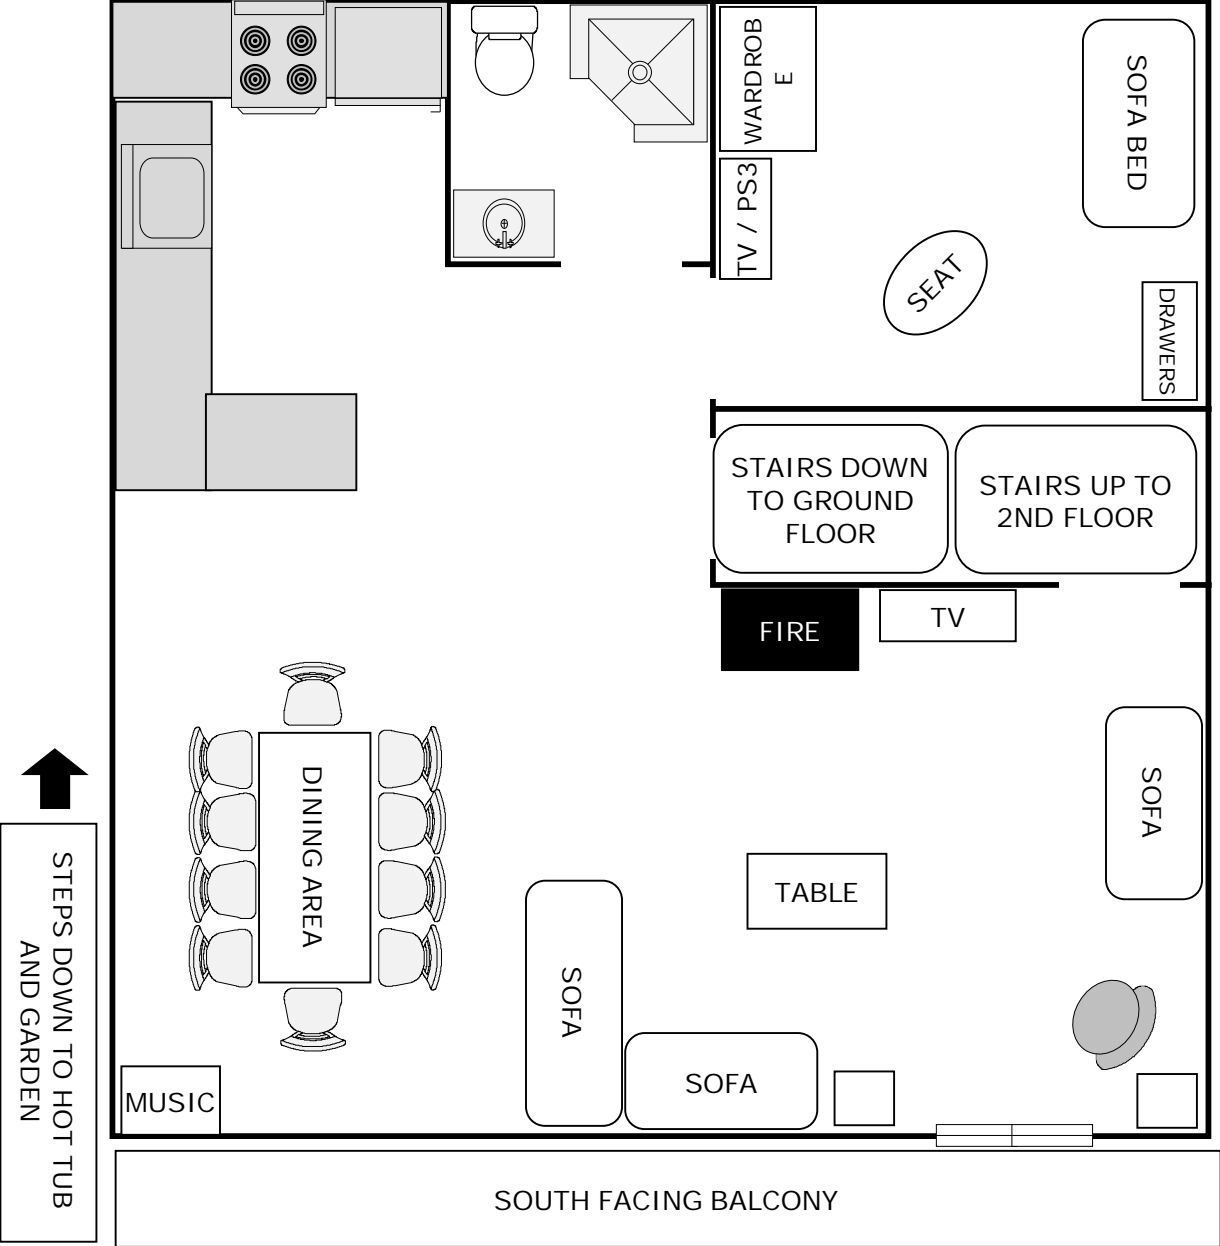 WARDROB
E
SOFA BED
TV / PS3
SEAT
DRAWERS
STAIRS DOWN
TO GROUND
FLOOR
STAIRS UP TO
2ND FLOOR
FIRE
TV
SOFA
DINING AREA
TABLE
SOFA
SOFA
MUSIC
STEPS DOWN TO HOT TUB
AND GARDEN
SOUTH FACING BALCONY